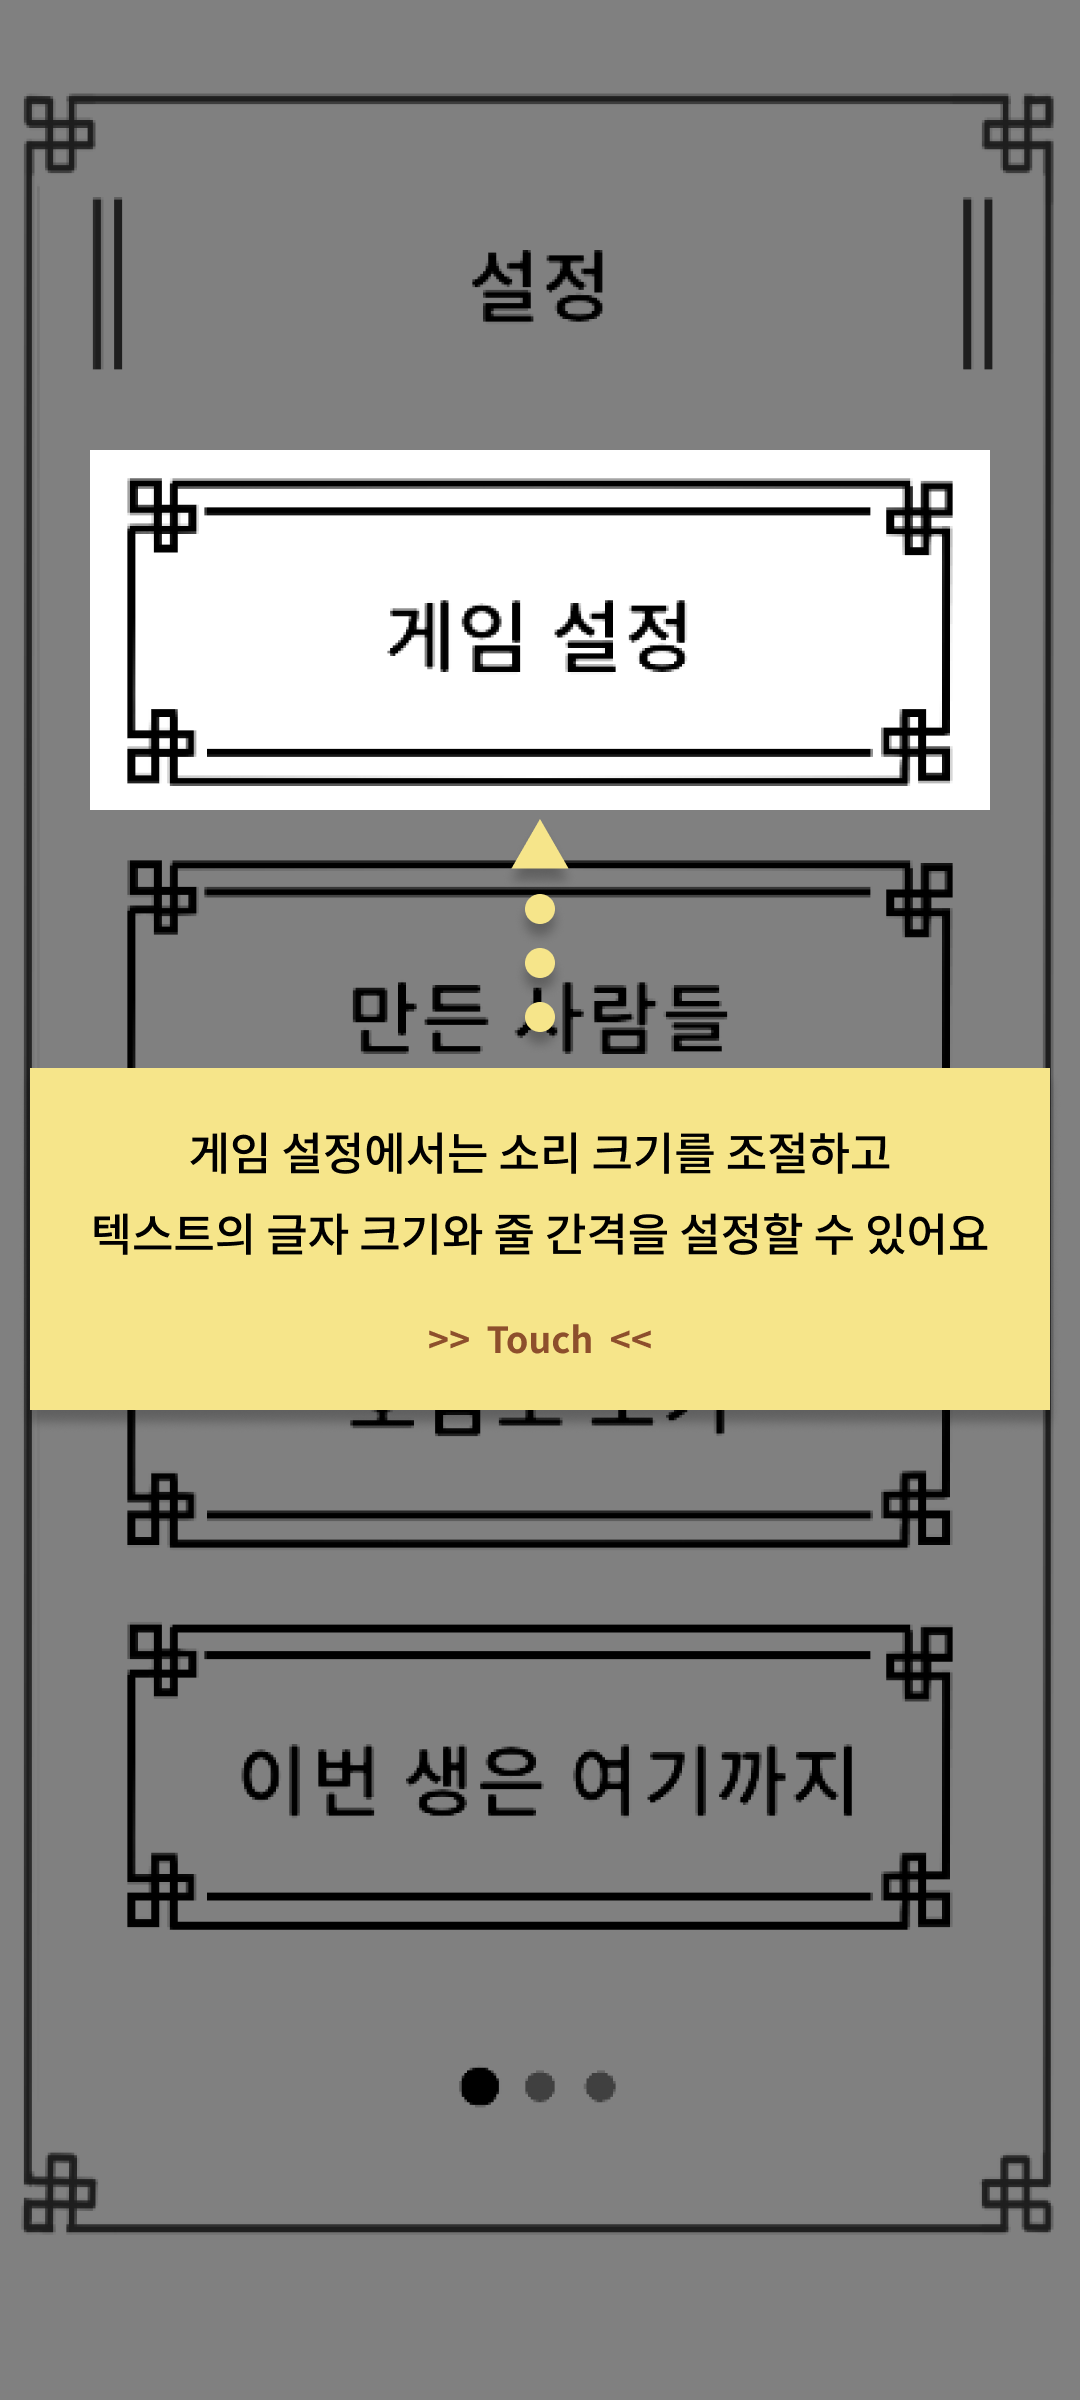 설정
게임 설정
만든 사람들
게임 설정에서는 소리 크기를 조절하고
텍스트의 글자 크기와 줄 간격을 설정할 수 있어요
>> Touch <<
이번 생은 여기까지